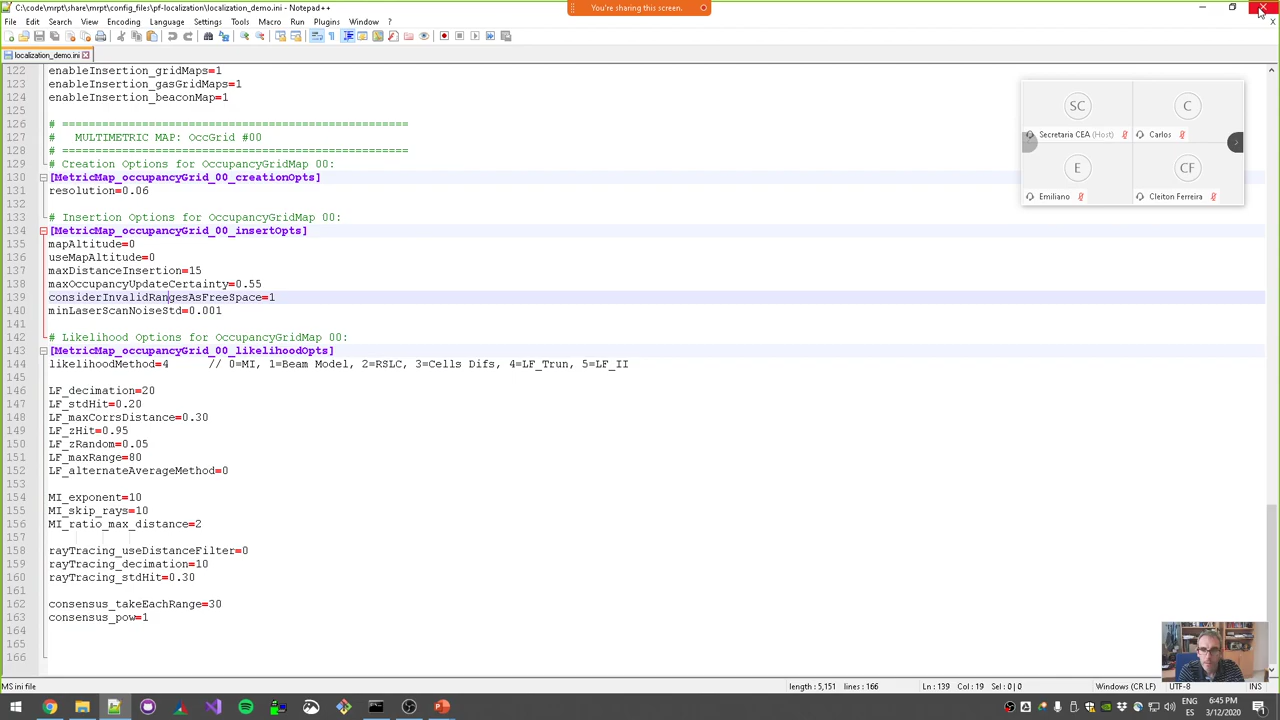 C:\code\mrpt\share\mrpt\config_files\pf-localization\localization_demo.ini - Notepad++
You're sharing this screen.
File Edit Search View Encoding Language Settings Tools Macro Run Plugins Window ?
X
localization_demo.ini
122 enableInsertion_gridMaps=1
123 enableInsertion_gasGridMaps=1
124 enableInsertion_beaconMap=1
125
126 # ====================================================
127 #   MULTIMETRIC MAP: OccGrid #00
128 # ====================================================
129 # Creation Options for OccupancyGridMap 00:
130 [MetricMap_occupancyGrid_00_creationOpts]
131 resolution=0.06
132
133 # Insertion Options for OccupancyGridMap 00:
134 [MetricMap_occupancyGrid_00_insertOpts]
135 mapAltitude=0
136 useMapAltitude=0
137 maxDistanceInsertion=15
138 maxOccupancyUpdateCertainty=0.55
139 considerInvalidRangesAsFreeSpace=1
140 minLaserScanNoiseStd=0.001
141
142 # Likelihood Options for OccupancyGridMap 00:
143 [MetricMap_occupancyGrid_00_likelihoodOpts]
144 likelihoodMethod=4      // 0=MI, 1=Beam Model, 2=RSLC, 3=Cells Difs, 4=LF_Trun, 5=LF_II
145
146 LF_decimation=20
147 LF_stdHit=0.20
148 LF_maxCorrsDistance=0.30
149 LF_zHit=0.95
150 LF_zRandom=0.05
151 LF_maxRange=80
152 LF_alternateAverageMethod=0
153
154 MI_exponent=10
155 MI_skip_rays=10
156 MI_ratio_max_distance=2
157
158 rayTracing_useDistanceFilter=0
159 rayTracing_decimation=10
160 rayTracing_stdHit=0.30
161
162 consensus_takeEachRange=30
163 consensus_pow=1
164
165
166
SC
C
Secretaria CEA (Host)
Carlos
E
CF
Emiliano
Cleiton Ferreira
MS ini file
length : 5,151 lines : 166
Ln : 139 Col : 19 Sel : 0 | 0
Windows (CR LF)
UTF-8
INS
ENG
ES
6:45 PM
3/12/2020